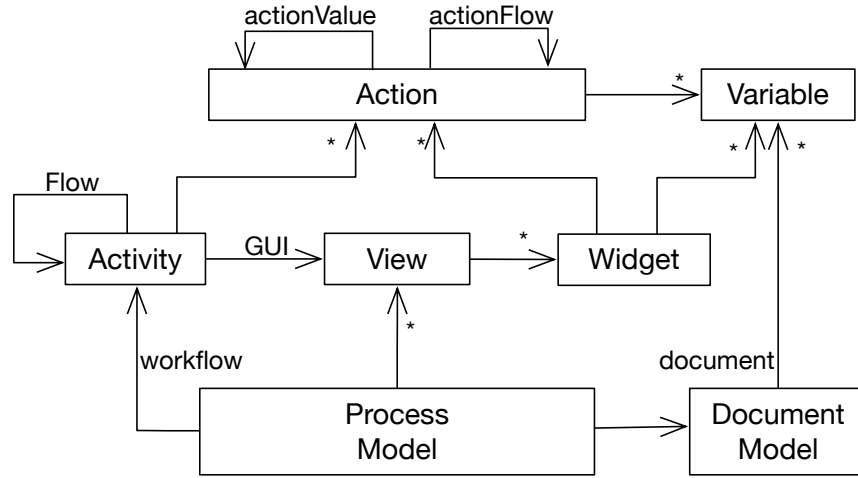 actionValue
actionFlow
Action
*
Variable
*
*
*
*
Flow
Activity
GUI
View
*
Widget
*
workflow
document
Process
Model
Document
Model